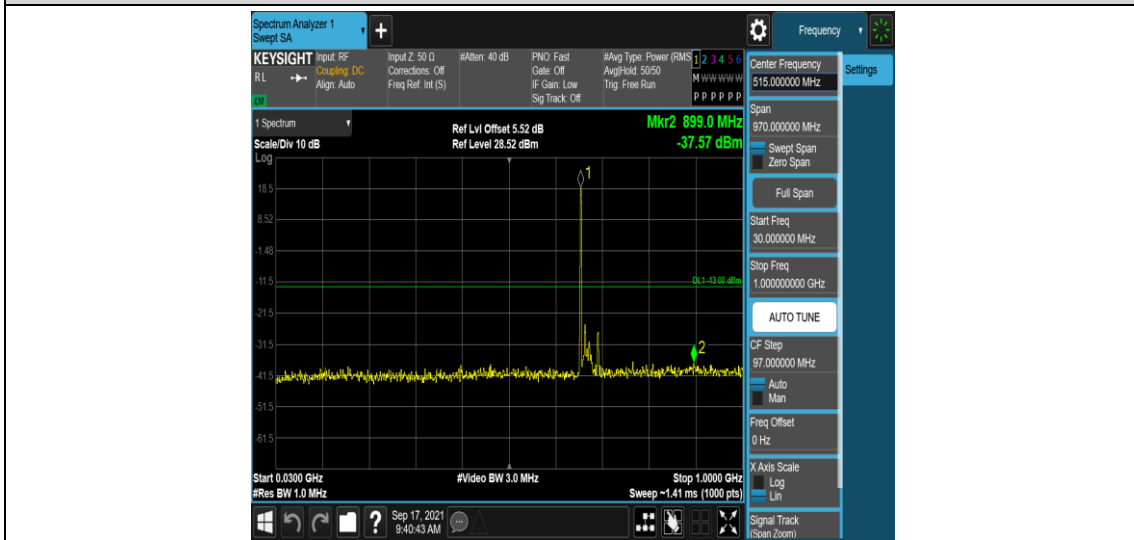 Spectrum Analyzer 1
Swept SA
+
Frequency
KEYSIGHT
RL
LXI
Input: RF
Coupling: DC
Align: Auto
Input Z: 50 Ω
Corrections: Off
Freq Ref: Int (S)
#Atten: 40 dB
PNO: Fast
Gate: Off
IF Gain: Low
Sig Track: Off
#Avg Type: Power (RMS
Avg|Hold: 50/50
Trig: Free Run
1 2 3 4 5 6
M W W W W W
P P P P P P
Settings
1 Spectrum
Scale/Div 10 dB
Log
Ref Lvl Offset 5.52 dB
Ref Level 28.52 dBm
Mkr2 899.0 MHz
-37.57 dBm
1
18.5
8.52
-1.48
-11.5
DL1 -13.00 dBm
-21.5
-31.5
2
-41.5
-51.5
-61.5
Start 0.0300 GHz
#Res BW 1.0 MHz
#Video BW 3.0 MHz
Stop 1.0000 GHz
Sweep ~1.41 ms (1000 pts)
Center Frequency
515.000000 MHz
Span
970.000000 MHz
Swept Span
Zero Span
Full Span
Start Freq
30.000000 MHz
Stop Freq
1.000000000 GHz
AUTO TUNE
CF Step
97.000000 MHz
Auto
Man
Freq Offset
0 Hz
X Axis Scale
Log
Lin
Signal Track
(Span Zoom)
?
Sep 17, 2021
9:40:43 AM